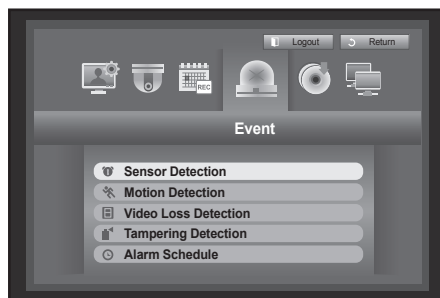 Logout Return
REC
Event
Sensor Detection
Motion Detection
Video Loss Detection
Tampering Detection
Alarm Schedule